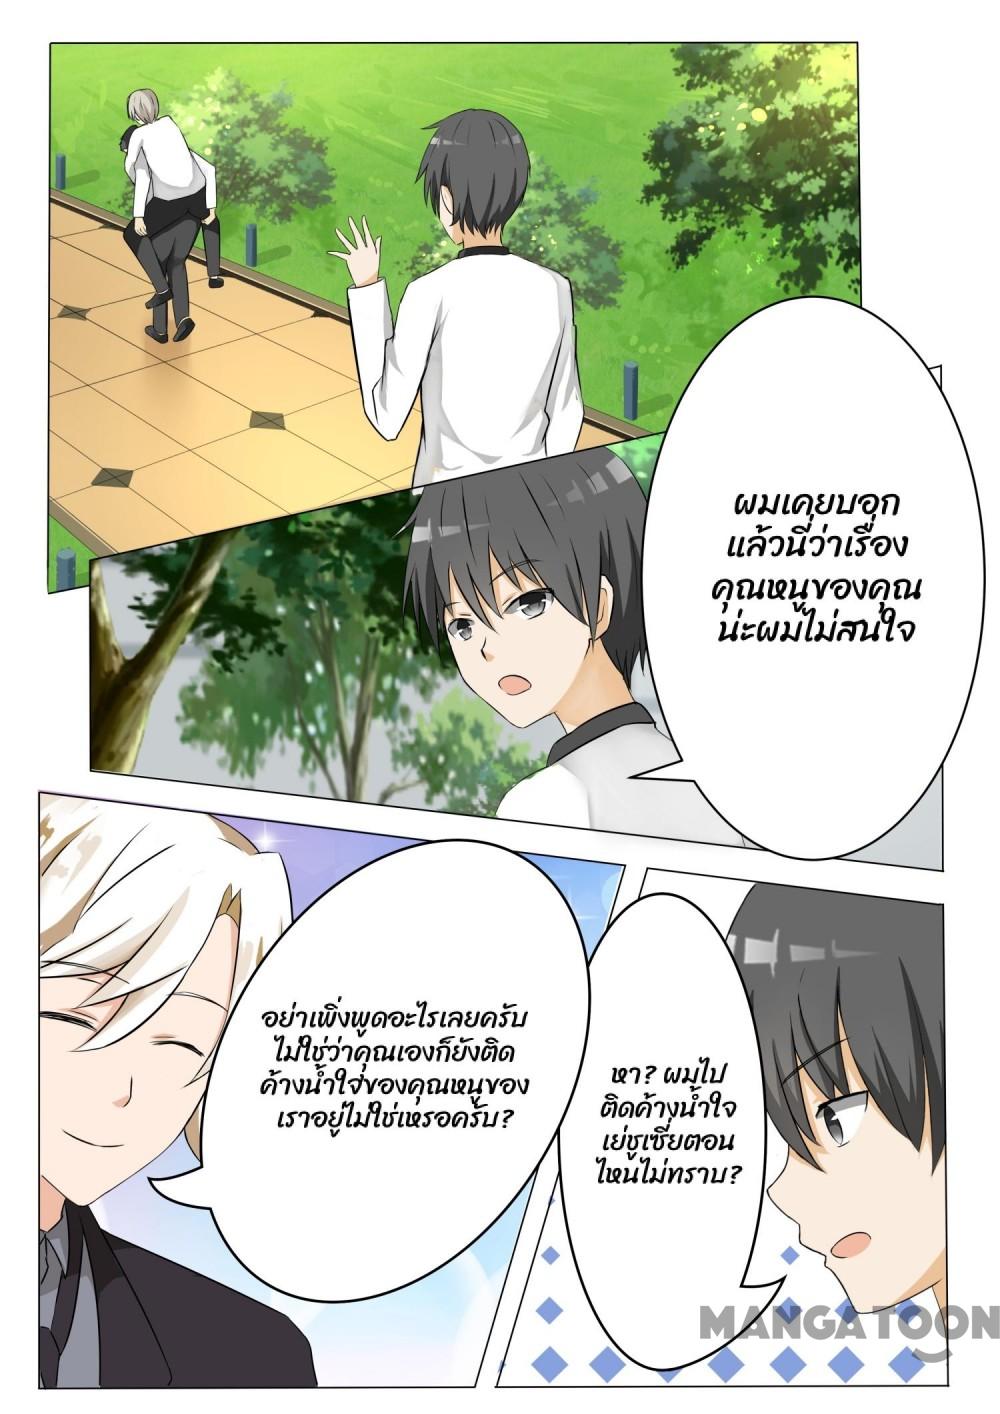 ผมเคยบอก
แล้วนี่ว่าเรื่อง
คุณหนูของคุณ
น่ะผมไม่สนใจ
อย่าเพิ่งพูดอะไรเลยครับ
ไม่ใช่ว่าคุณเองก็ยังติด
ค้างน้ำใจของคุณหนูของ
เราอยู่ไม่ใช่เหรอครับ?
หา? ผมไป
ติดค้างน้ำใจ
เย่ชูเซี่ยตอน
ไหนไม่ทราบ?
MANGATOON